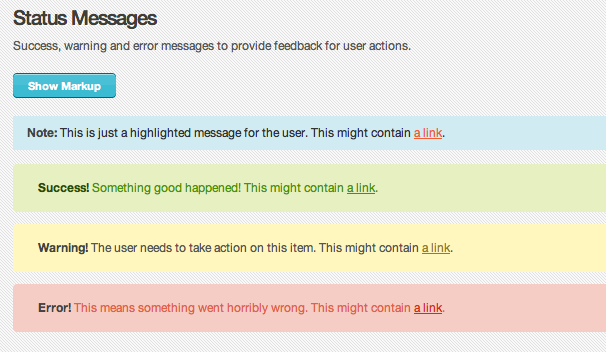 Status Messages
Success, warning and error messages to provide feedback for user actions.
Show Markup
Note: This is just a highlighted message for the user. This might contain a link.
Success! Something good happened! This might contain a link.
Warning! The user needs to take action on this item. This might contain a link.
Error! This means something went horribly wrong. This might contain a link.